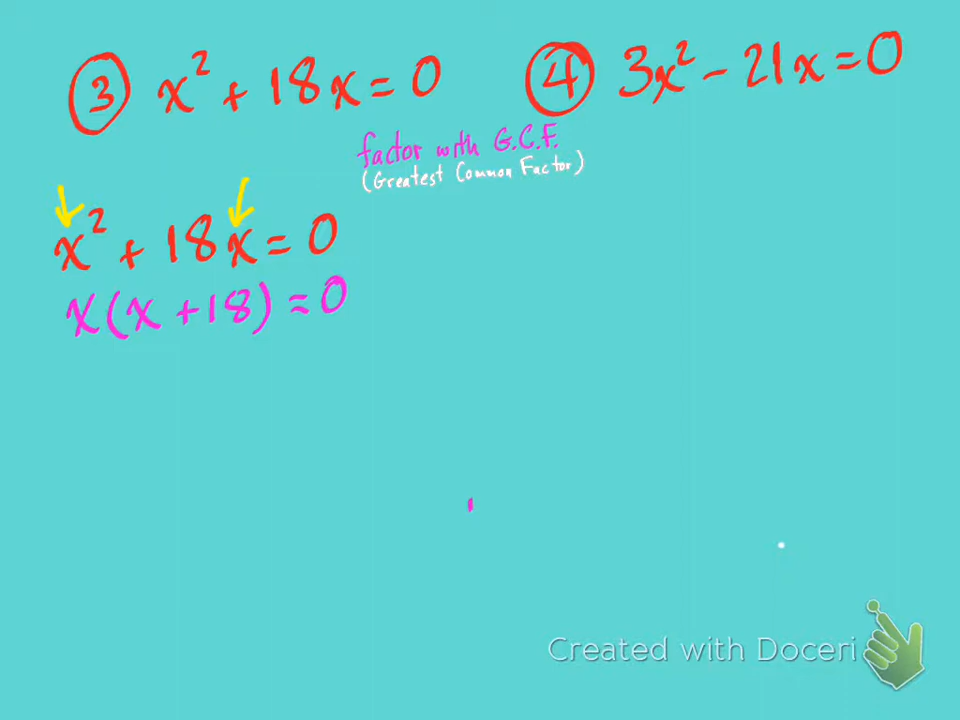 ③ x² + 18x = 0
④ 3x² - 21x = 0
factor with G.C.F.
(Greatest Common Factor)
x² + 18x = 0
x(x + 18) = 0
Created with Doceri